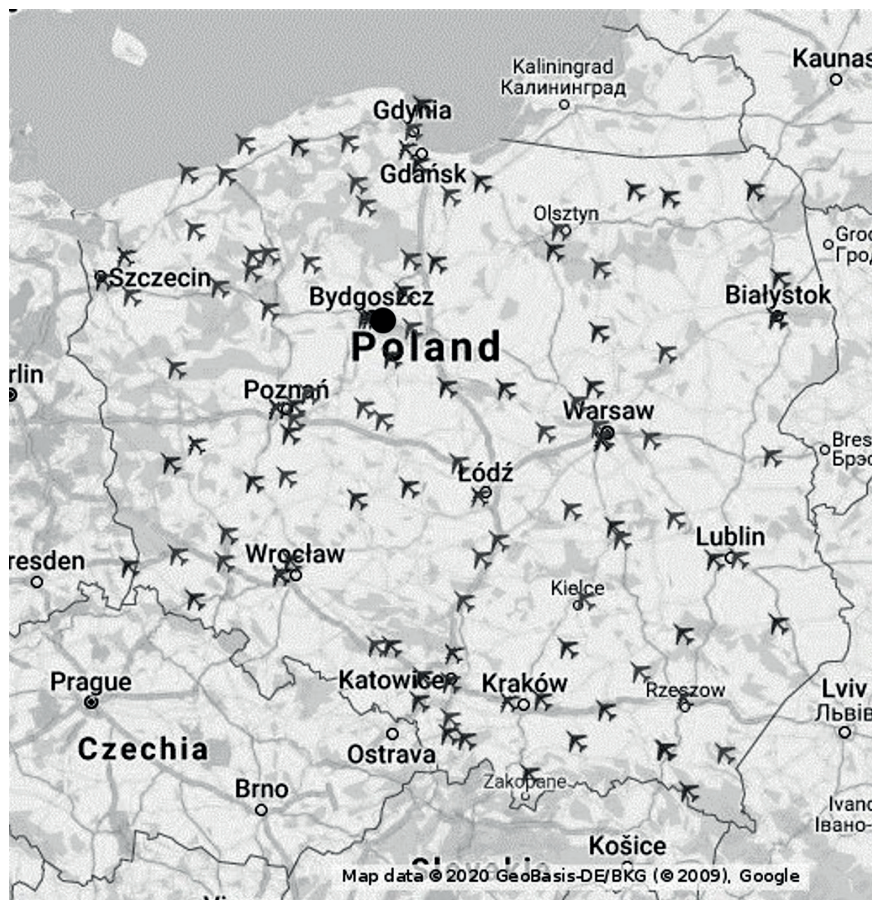 Kaunas
Kaliningrad
Калининград
Gdynia
Gdańsk
Olsztyn
Szczecin
Bydgoszcz
Białystok
Poland
rlin
Poznań
Warsaw
Bres
Брэс
Łódź
Wrocław
Lublin
resden
Kielce
Prague
Katowice
Kraków
Rzeszow
Lviv
Львів
Czechia
Ostrava
Zakopane
Brno
Ivano
Івано-
Košice
Map data ©2020 GeoBasis-DE/BKG (©2009), Google